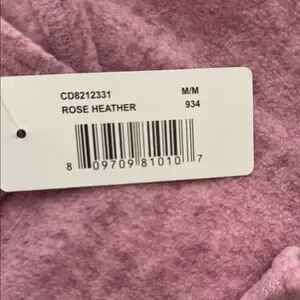 CD8212331 M/M
ROSE HEATHER 934
8 09709 81010 7